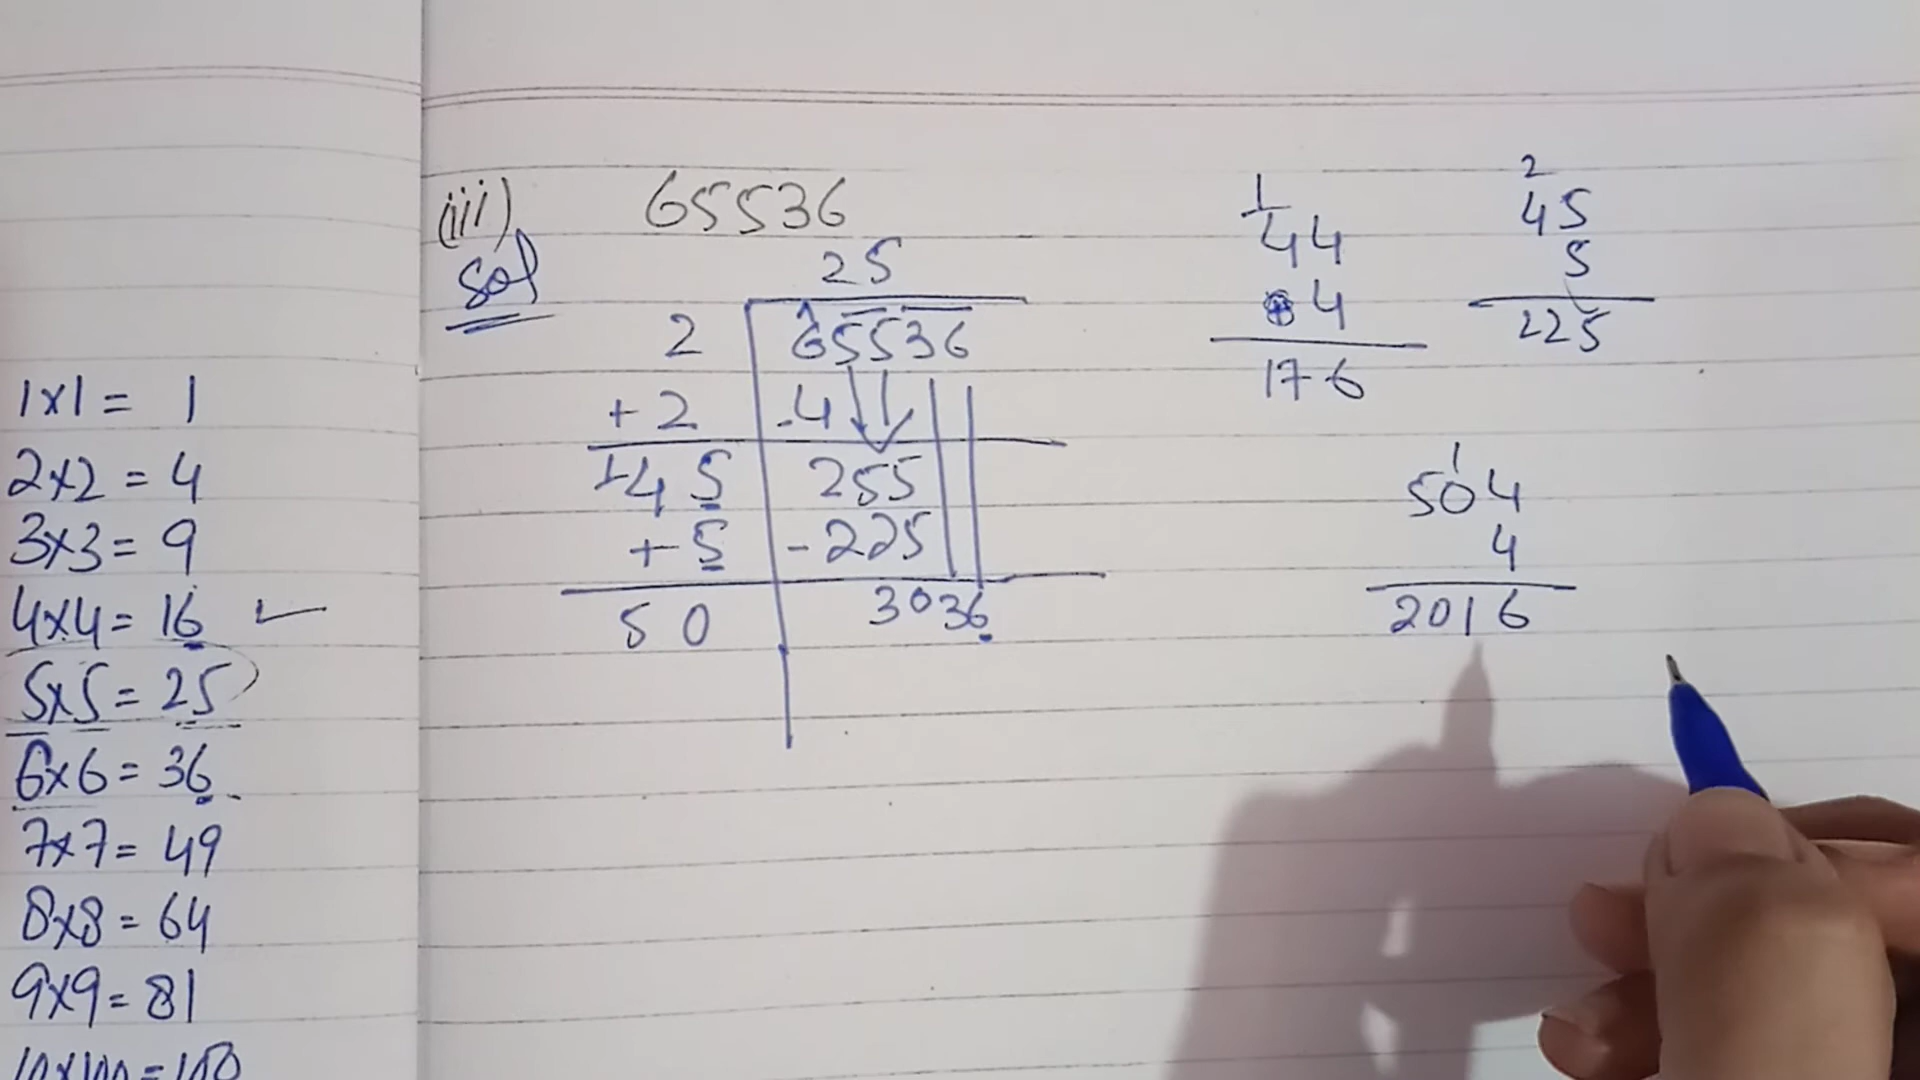 1x1= 1
2x2 = 4
3x3= 9
4x4= 16
5x5= 25
6x6= 36
7x7= 49
8x8= 64
9x9= 81
(iii) 65536
Sol
25
2 65536
+ 2 -4
45 255
+ 5 -225
50 3036
1
44
4
176
2
45
5
225
1
504
4
2016